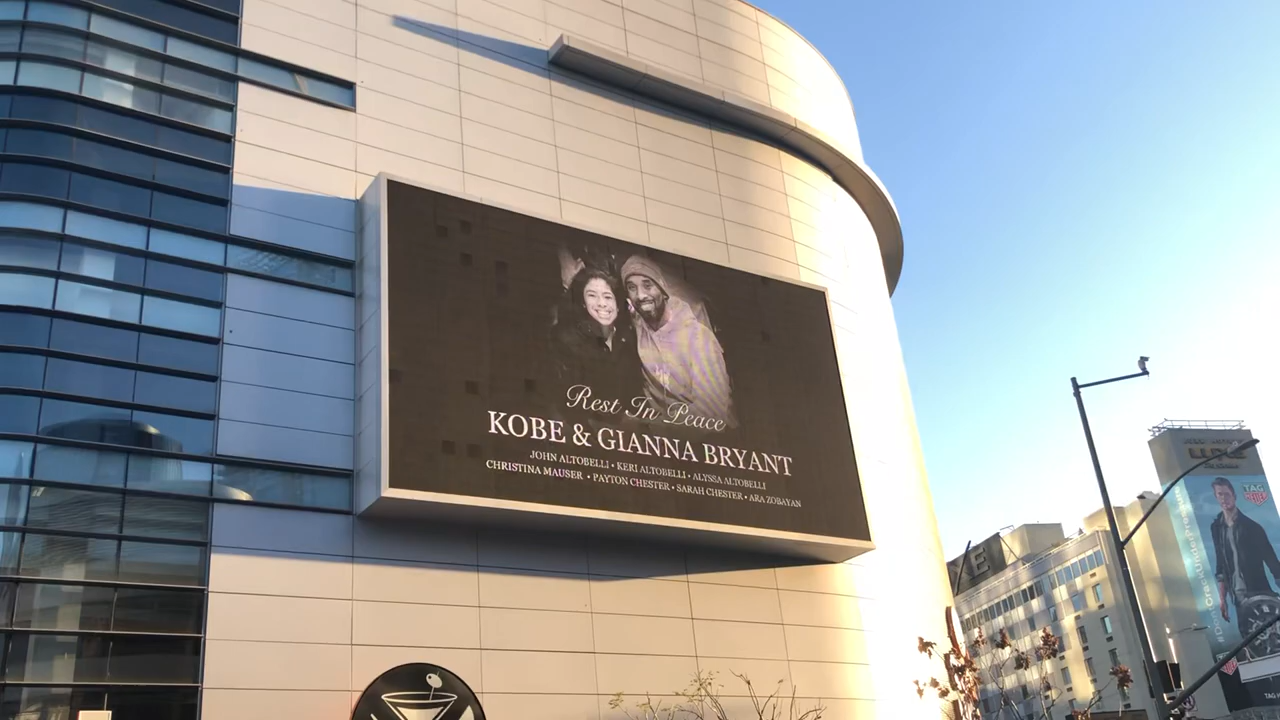 Rest In Peace
KOBE & GIANNA BRYANT
JOHN ALTOBELLI • KERI ALTOBELLI • ALYSSA ALTOBELLI
CHRISTINA MAUSER • PAYTON CHESTER • SARAH CHESTER • ARA ZOBAYAN
TAG
HEUER